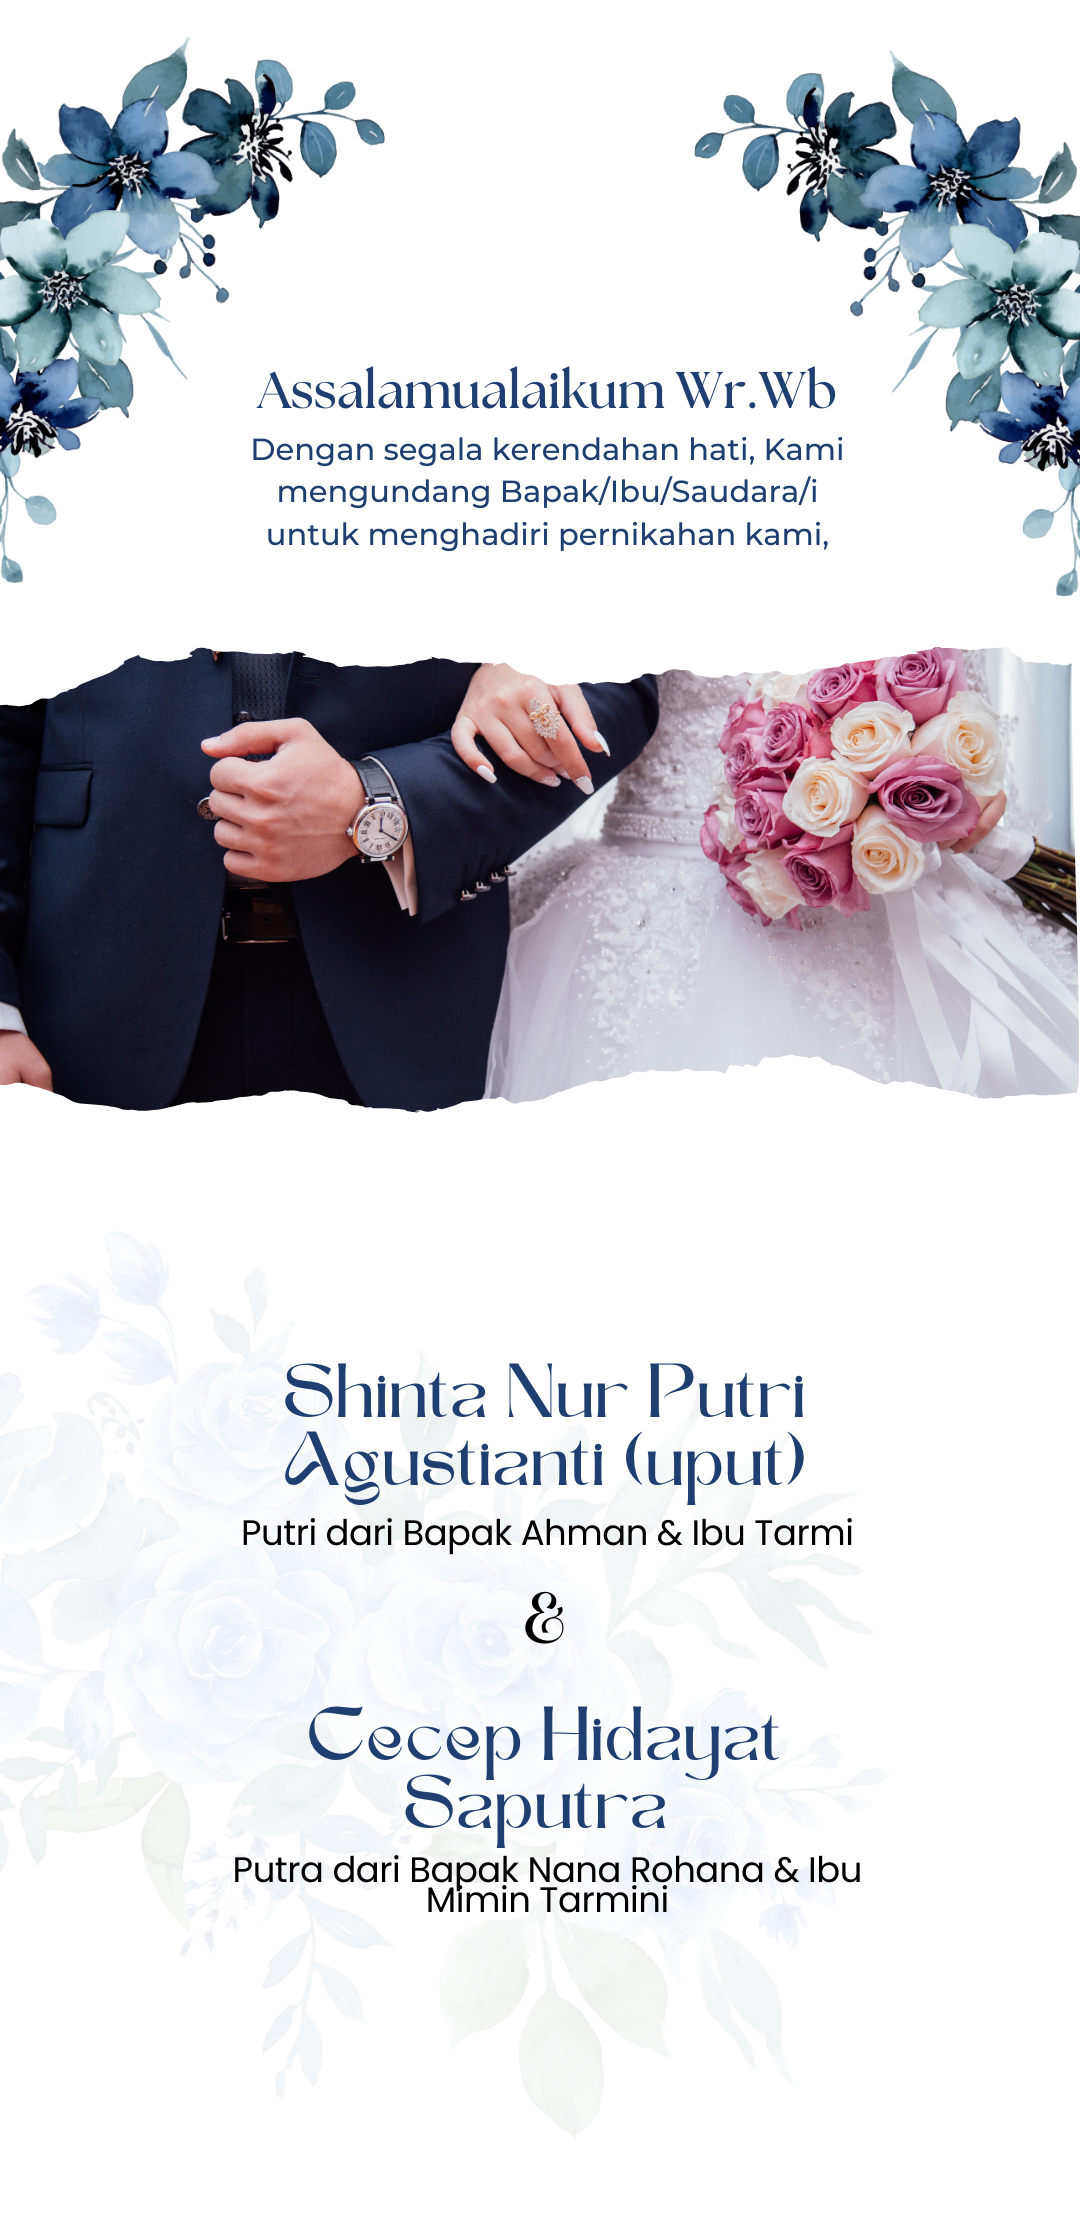 Assalamualaikum Wr.Wb
Dengan segala kerendahan hati, Kami
mengundang Bapak/Ibu/Saudara/i
untuk menghadiri pernikahan kami,
Shinta Nur Putri
Agustianti (uput)
Putri dari Bapak Ahman & Ibu Tarmi
&
Cecep Hidayat
Saputra
Putra dari Bapak Nana Rohana & Ibu
Mimin Tarmini